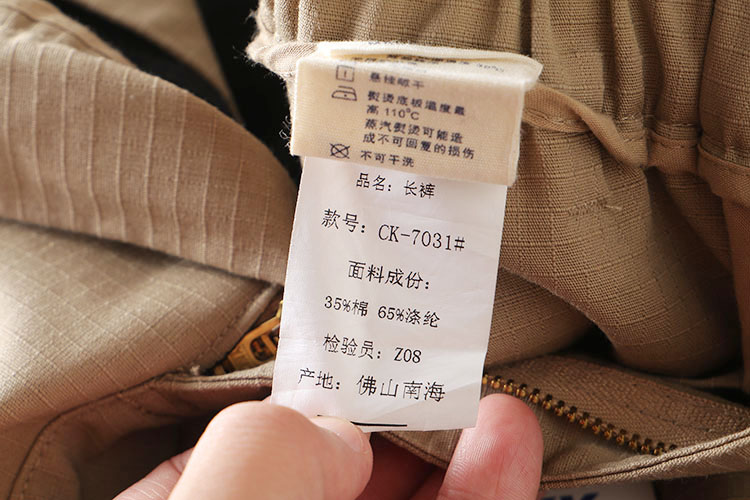 悬挂晾干
熨烫底板温度最
高110℃
蒸汽熨烫可能造
成不可回复的损伤
不可干洗
品名：长裤
款号：CK-7031#
面料成份：
35%棉 65%涤纶
检验员：Z08
产地：佛山南海